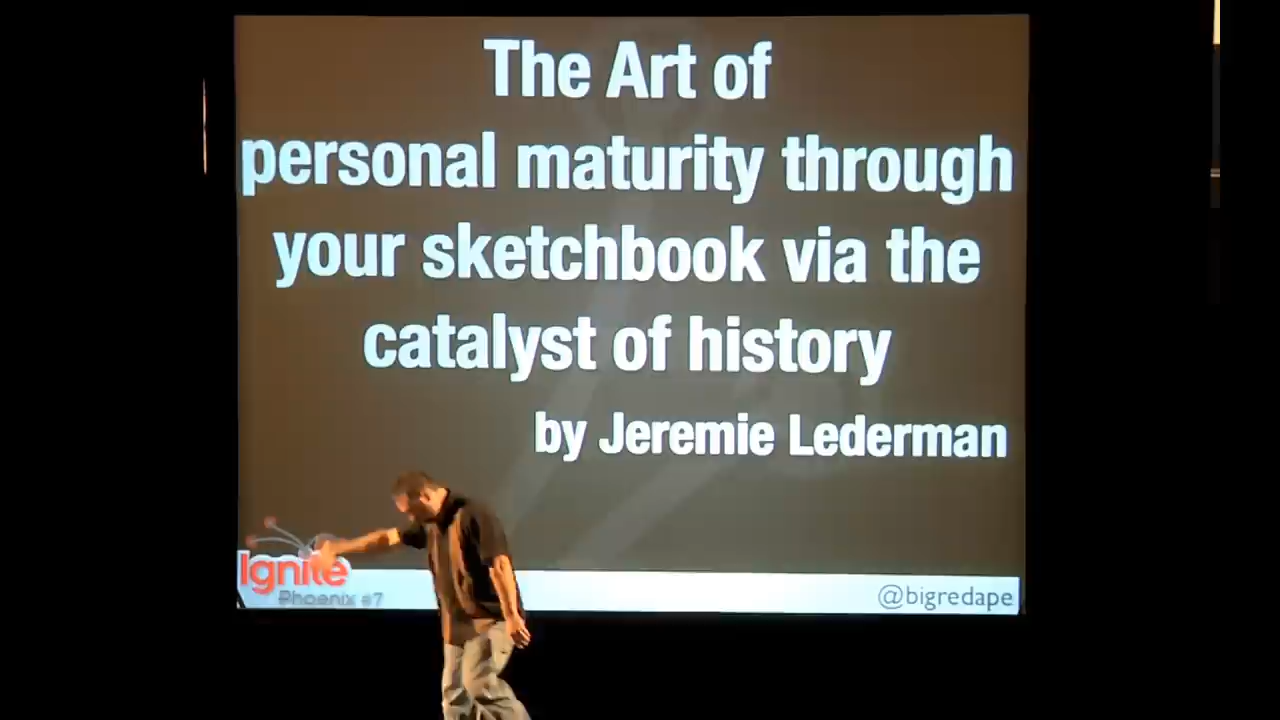 The Art of
personal maturity through
your sketchbook via the
catalyst of history
by Jeremie Lederman
Ignite
Phoenix #7
@bigredape